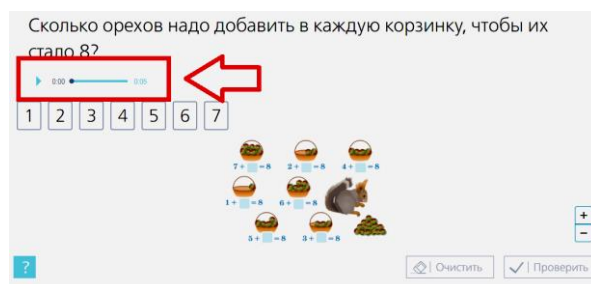 Сколько орехов надо добавить в каждую корзинку, чтобы их
стало 8?
0:00 0:05
1 2 3 4 5 6 7
7 + = 8 2 + = 8 4 + = 8
1 + = 8 6 + = 8
5 + = 8 3 + = 8
+
−
? Очистить Проверить